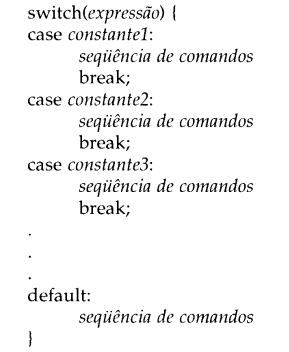 switch(expressão) {
case constante1:
seqüência de comandos
break;
case constante2:
seqüência de comandos
break;
case constante3:
seqüência de comandos
break;
.
.
.
default:
seqüência de comandos
}